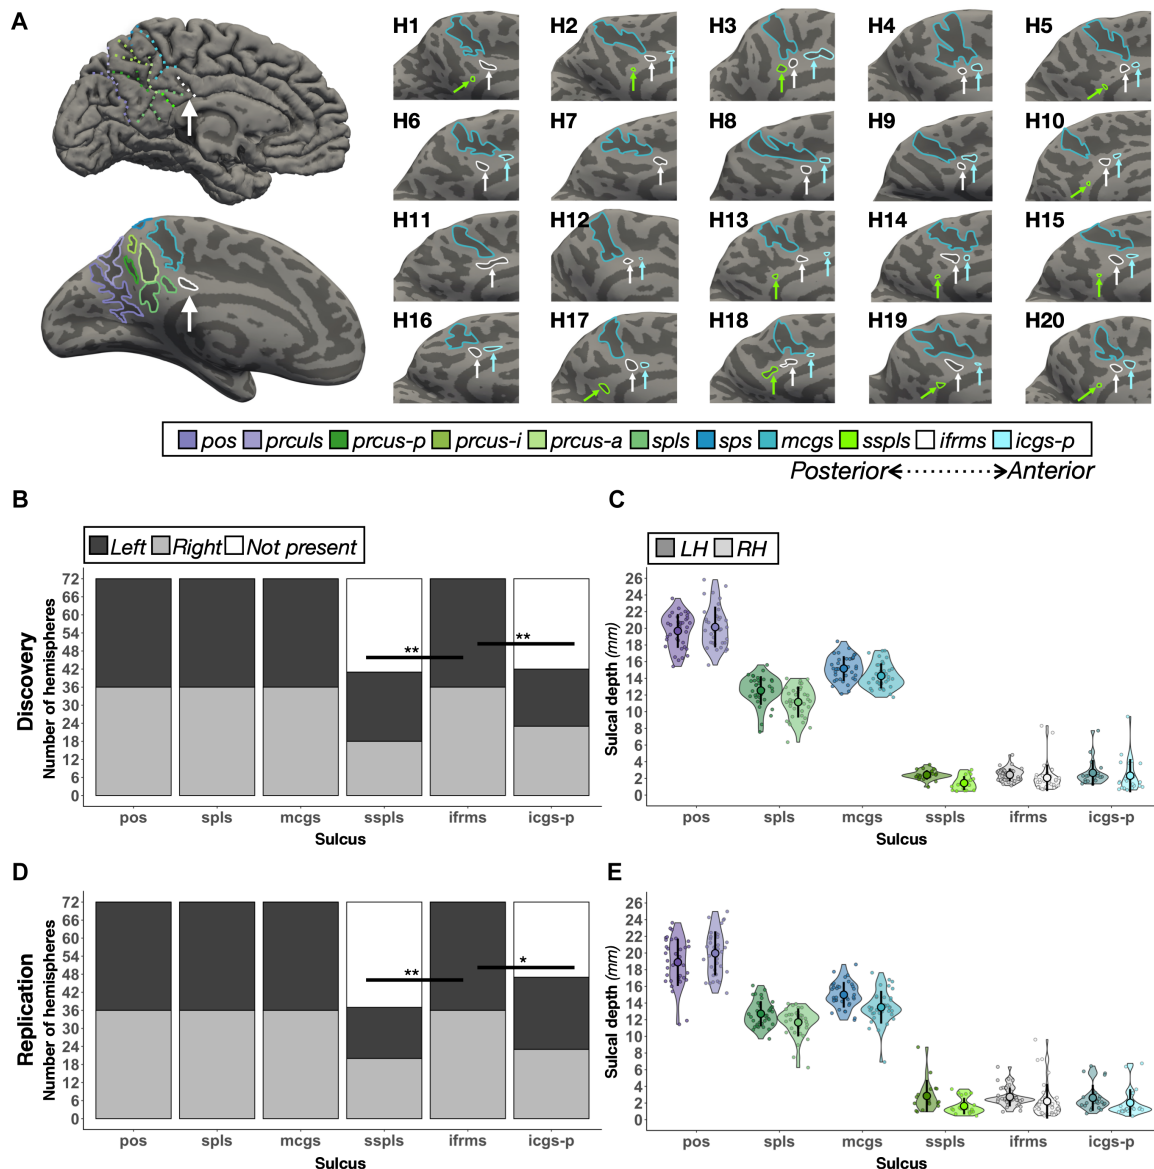 A
H1 H2 H3 H4 H5
H6 H7 H8 H9 H10
H11 H12 H13 H14 H15
H16 H17 H18 H19 H20
pos prculs prcus-p prcus-i prcus-a spls sps mcgs sspls ifrms icgs-p
Posterior Anterior
B
Left Right Not present
Discovery
Number of hemispheres
72
66
60
54
48
42
36
30
24
18
12
6
0
** **
pos spls mcgs sspls ifrms icgs-p
Sulcus
C
LH RH
Sulcal depth (mm)
26
24
22
20
18
16
14
12
10
8
6
4
2
0
pos spls mcgs sspls ifrms icgs-p
Sulcus
D
Replication
Number of hemispheres
72
66
60
54
48
42
36
30
24
18
12
6
0
** *
pos spls mcgs sspls ifrms icgs-p
Sulcus
E
Sulcal depth (mm)
26
24
22
20
18
16
14
12
10
8
6
4
2
0
pos spls mcgs sspls ifrms icgs-p
Sulcus